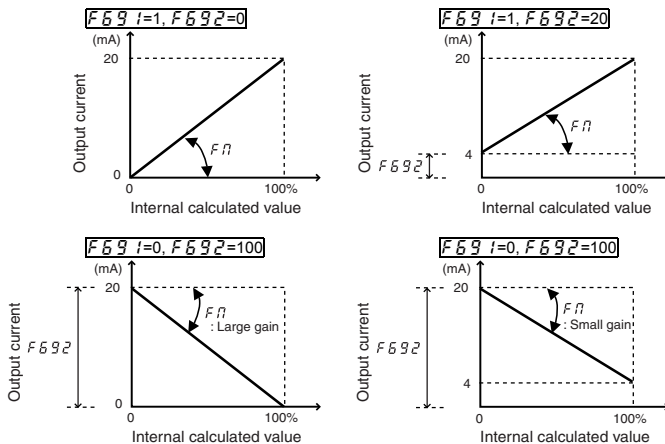 F691=1, F692=0
(mA)
20
Output current
FM
0
0
100%
Internal calculated value
F691=1, F692=20
(mA)
20
Output current
FM
4
F692
0
100%
Internal calculated value
F691=0, F692=100
(mA)
20
Output current
F692
FM
: Large gain
0
0
100%
Internal calculated value
F691=0, F692=100
(mA)
20
Output current
F692
FM
: Small gain
4
0
100%
Internal calculated value